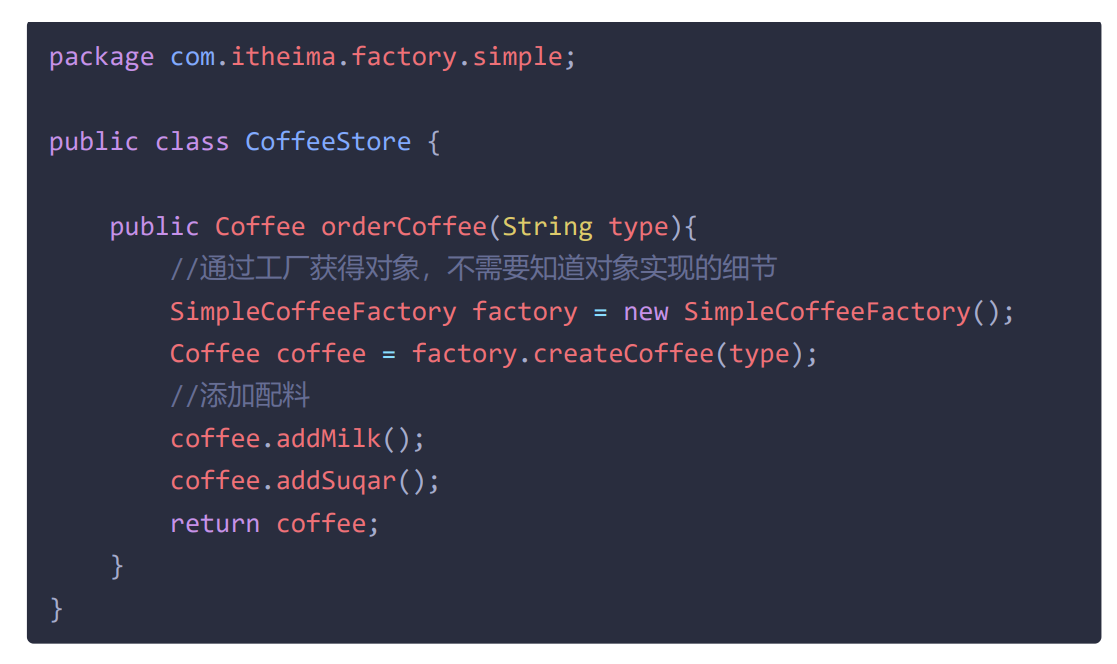 package com.itheima.factory.simple;
public class CoffeeStore {
public Coffee orderCoffee(String type){
//通过工厂获得对象，不需要知道对象实现的细节
SimpleCoffeeFactory factory = new SimpleCoffeeFactory();
Coffee coffee = factory.createCoffee(type);
//添加配料
coffee.addMilk();
coffee.addSuqar();
return coffee;
}
}